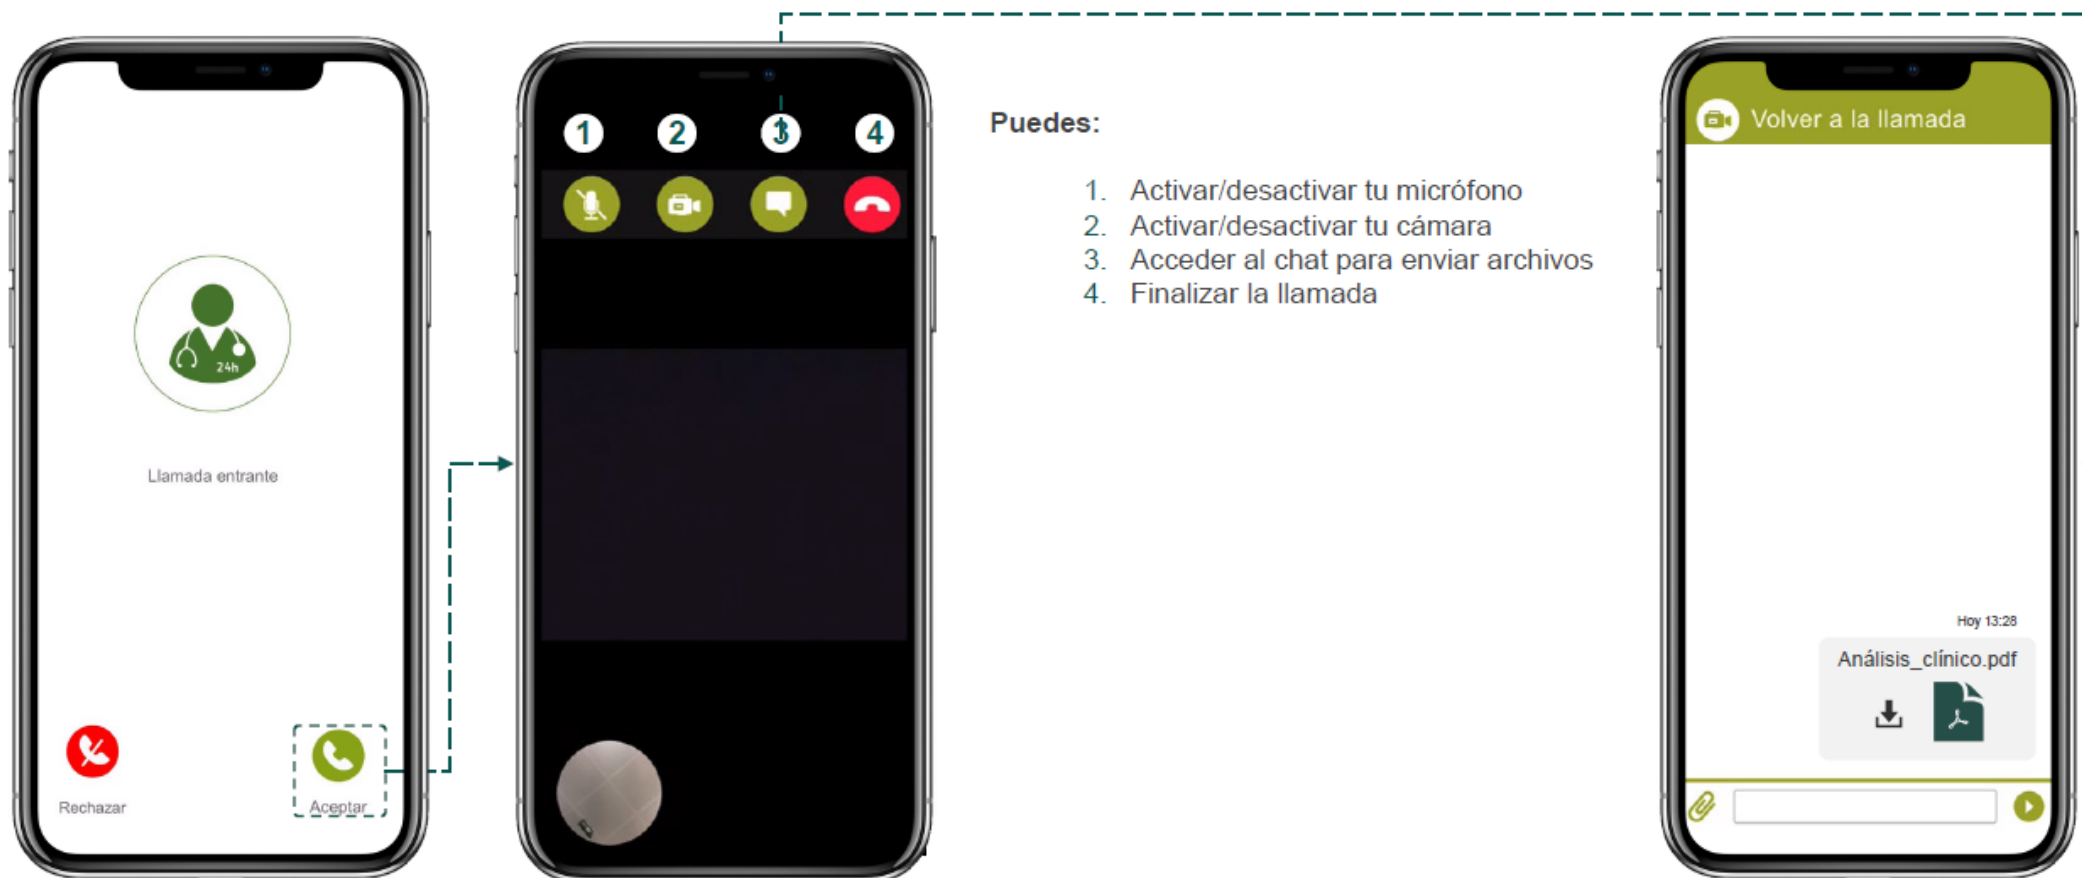 24h
Llamada entrante
Rechazar
Aceptar
1 2 3 4
Puedes:
1. Activar/desactivar tu micrófono
2. Activar/desactivar tu cámara
3. Acceder al chat para enviar archivos
4. Finalizar la llamada
Volver a la llamada
Hoy 13:28
Análisis_clínico.pdf